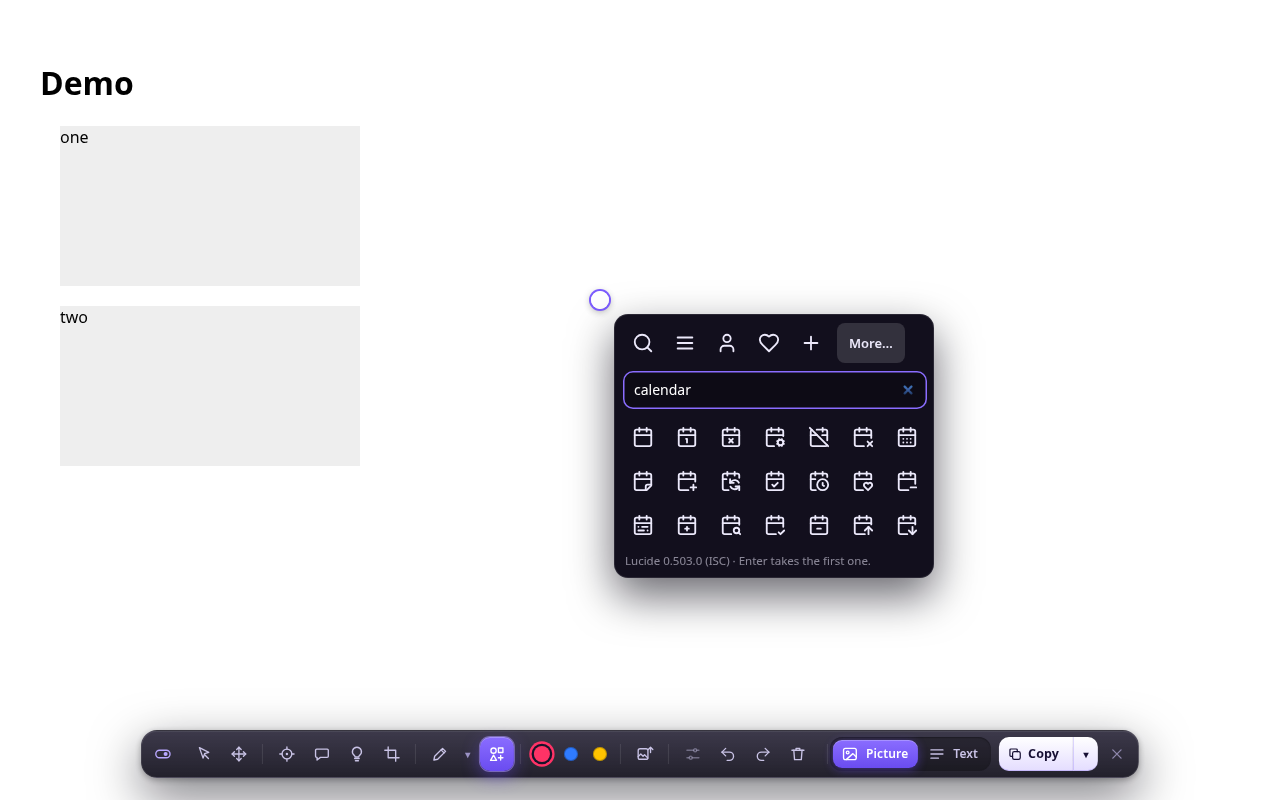 Demo
one
two
More...
calendar
Lucide 0.503.0 (ISC) · Enter takes the first one.
Picture
Text
Copy